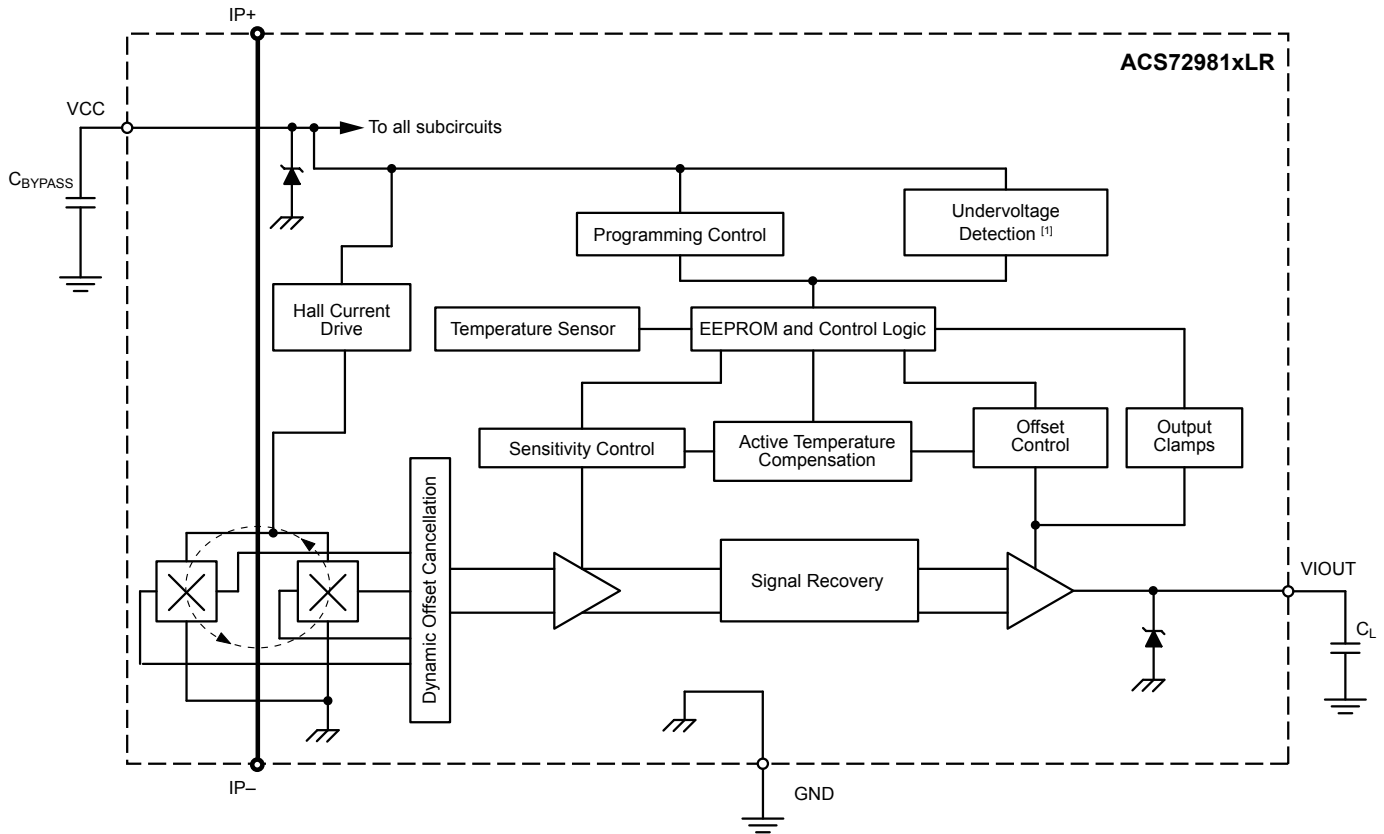 IP+
ACS72981xLR
VCC
To all subcircuits
CBYPASS
Programming Control
Undervoltage
Detection [1]
Hall Current
Drive
Temperature Sensor
EEPROM and Control Logic
Sensitivity Control
Active Temperature
Compensation
Offset
Control
Output
Clamps
Dynamic Offset Cancellation
Signal Recovery
VIOUT
CL
IP–
GND